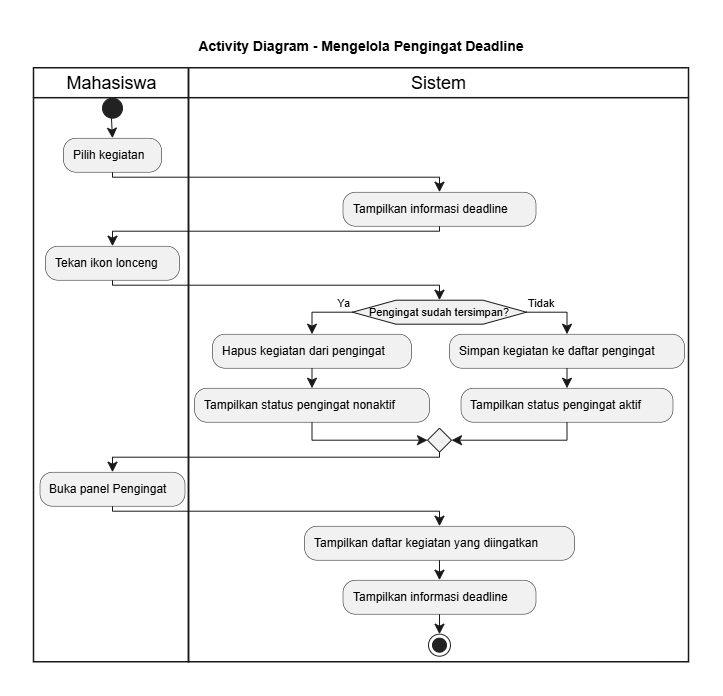 Activity Diagram - Mengelola Pengingat Deadline
Mahasiswa
Sistem
Pilih kegiatan
Tampilkan informasi deadline
Tekan ikon lonceng
Ya
Pengingat sudah tersimpan?
Tidak
Hapus kegiatan dari pengingat
Simpan kegiatan ke daftar pengingat
Tampilkan status pengingat nonaktif
Tampilkan status pengingat aktif
Buka panel Pengingat
Tampilkan daftar kegiatan yang diingatkan
Tampilkan informasi deadline